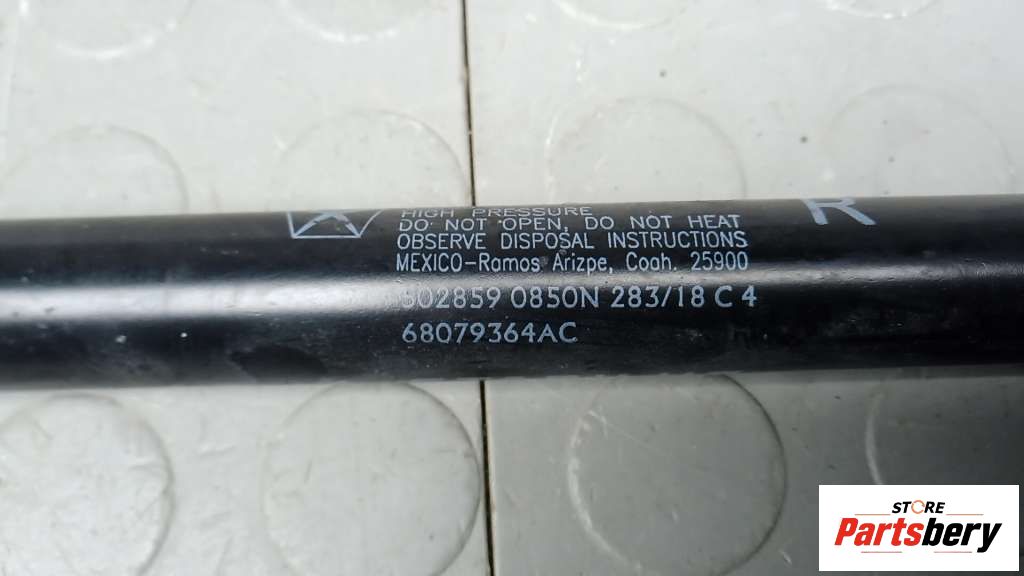 HIGH PRESSURE
DO NOT OPEN, DO NOT HEAT
OBSERVE DISPOSAL INSTRUCTIONS
MEXICO-Ramos Arizpe, Coah. 25900
0850N 283/18 C 4
68079364AC
R
STORE
Partsbery